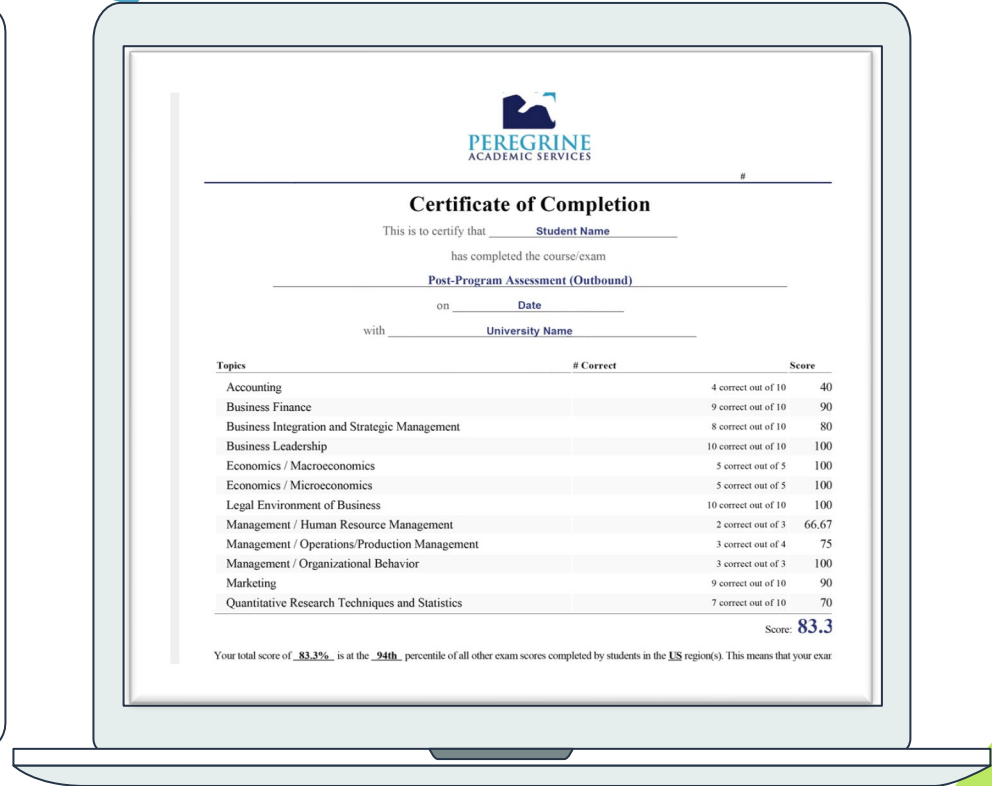 PEREGRINE
ACADEMIC SERVICES
#
Certificate of Completion
This is to certify that Student Name
has completed the course/exam
Post-Program Assessment (Outbound)
on Date
with University Name
Topics # Correct Score
Accounting 4 correct out of 10 40
Business Finance 9 correct out of 10 90
Business Integration and Strategic Management 8 correct out of 10 80
Business Leadership 10 correct out of 10 100
Economics / Macroeconomics 5 correct out of 5 100
Economics / Microeconomics 5 correct out of 5 100
Legal Environment of Business 10 correct out of 10 100
Management / Human Resource Management 2 correct out of 3 66.67
Management / Operations/Production Management 3 correct out of 4 75
Management / Organizational Behavior 3 correct out of 3 100
Marketing 9 correct out of 10 90
Quantitative Research Techniques and Statistics 7 correct out of 10 70
Score: 83.3
Your total score of 83.3% is at the 94th percentile of all other exam scores completed by students in the US region(s). This means that your exar